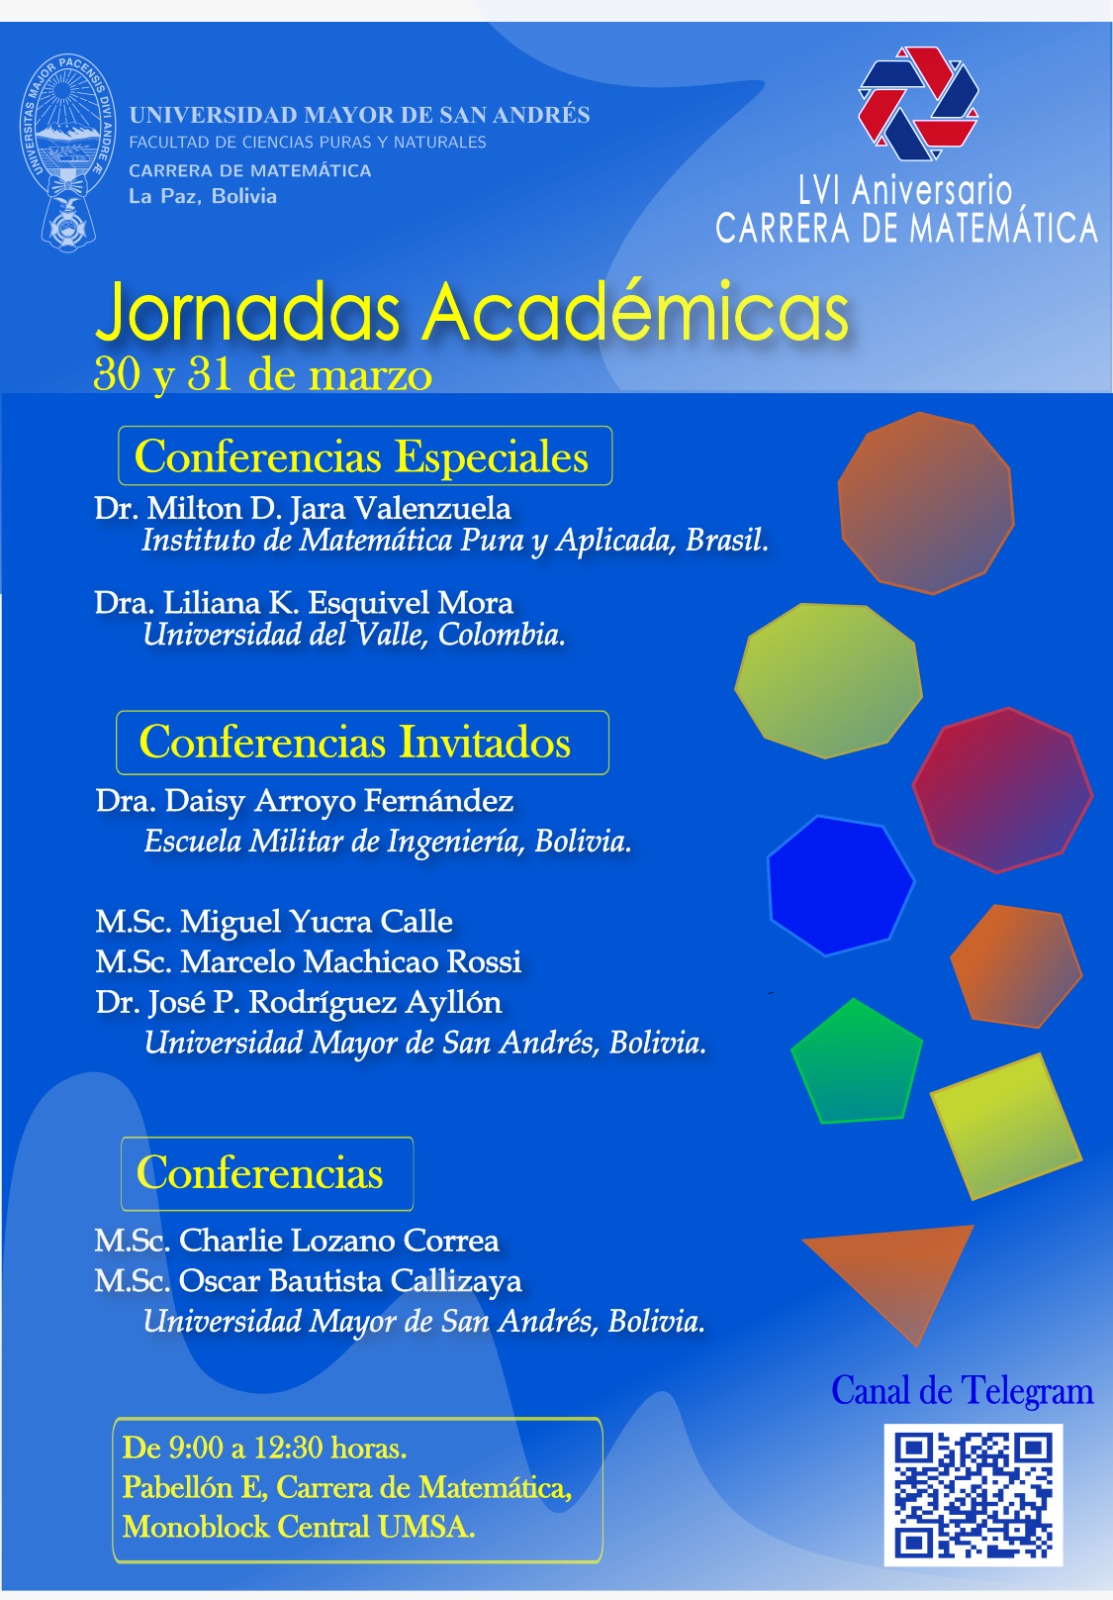 UNIVERSITAS MAJOR PACENSIS DIVI ANDRE Æ
UNIVERSIDAD MAYOR DE SAN ANDRÉS
FACULTAD DE CIENCIAS PURAS Y NATURALES
CARRERA DE MATEMÁTICA
La Paz, Bolivia
LVI Aniversario
CARRERA DE MATEMÁTICA
Jornadas Académicas
30 y 31 de marzo
Conferencias Especiales
Dr. Milton D. Jara Valenzuela
Instituto de Matemática Pura y Aplicada, Brasil.
Dra. Liliana K. Esquivel Mora
Universidad del Valle, Colombia.
Conferencias Invitados
Dra. Daisy Arroyo Fernández
Escuela Militar de Ingeniería, Bolivia.
M.Sc. Miguel Yucra Calle
M.Sc. Marcelo Machicao Rossi
Dr. José P. Rodríguez Ayllón
Universidad Mayor de San Andrés, Bolivia.
Conferencias
M.Sc. Charlie Lozano Correa
M.Sc. Oscar Bautista Callizaya
Universidad Mayor de San Andrés, Bolivia.
Canal de Telegram
De 9:00 a 12:30 horas.
Pabellón E, Carrera de Matemática,
Monoblock Central UMSA.